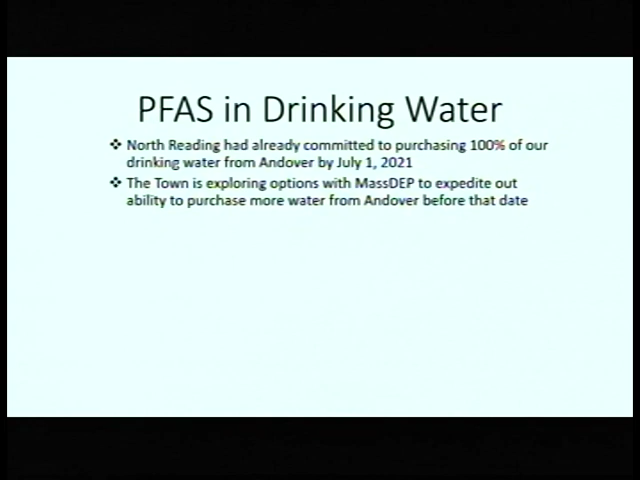 PFAS in Drinking Water
❖ North Reading had already committed to purchasing 100% of our
drinking water from Andover by July 1, 2021
❖ The Town is exploring options with MassDEP to expedite out
ability to purchase more water from Andover before that date